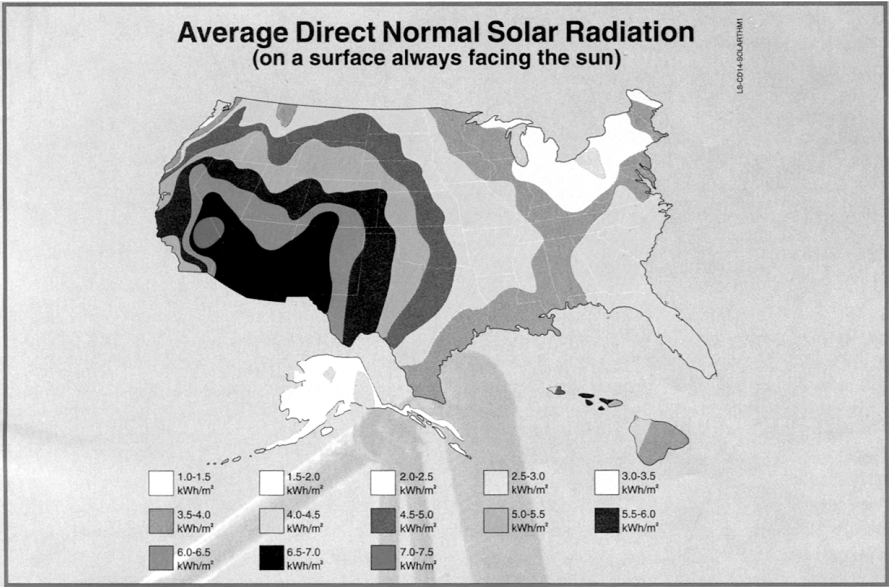 Average Direct Normal Solar Radiation
(on a surface always facing the sun)
LS-CD14-SOLARTHM1
1.0-1.5
kWh/m²
1.5-2.0
kWh/m²
2.0-2.5
kWh/m²
2.5-3.0
kWh/m²
3.0-3.5
kWh/m²
3.5-4.0
kWh/m²
4.0-4.5
kWh/m²
4.5-5.0
kWh/m²
5.0-5.5
kWh/m²
5.5-6.0
kWh/m²
6.0-6.5
kWh/m²
6.5-7.0
kWh/m²
7.0-7.5
kWh/m²